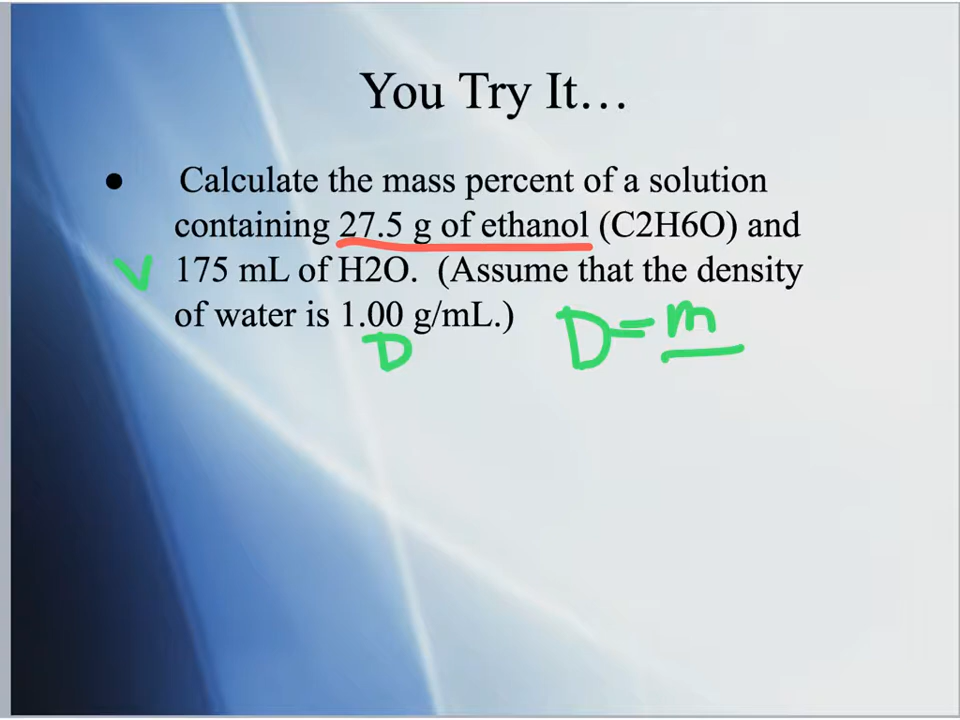 You Try It…
● Calculate the mass percent of a solution
containing 27.5 g of ethanol (C2H6O) and
V 175 mL of H2O. (Assume that the density
of water is 1.00 g/mL.) D = m
D